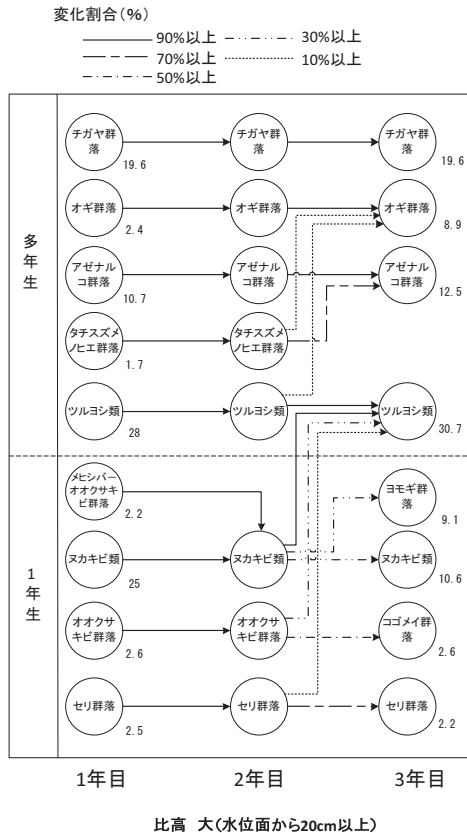 変化割合(%)
90%以上
30%以上
70%以上
10%以上
50%以上
多年生
チガヤ群
落
19.6
チガヤ群
落
チガヤ群
落
19.6
オギ群落
2.4
オギ群落
オギ群落
8.9
アゼナル
コ群落
10.7
アゼナル
コ群落
アゼナル
コ群落
12.5
タチスズメ
ノヒエ群落
1.7
タチスズメ
ノヒエ群落
ツルヨシ類
28
ツルヨシ類
ツルヨシ類
30.7
1年生
メヒシバー
オオクサキ
ビ群落
2.2
ヨモギ群
落
9.1
ヌカキビ類
25
ヌカキビ類
ヌカキビ類
10.6
オオクサ
キビ群落
2.6
オオクサ
キビ群落
コゴメイ群
落
2.6
セリ群落
2.5
セリ群落
セリ群落
2.2
1年目
2年目
3年目
比高 大(水位面から20cm以上)